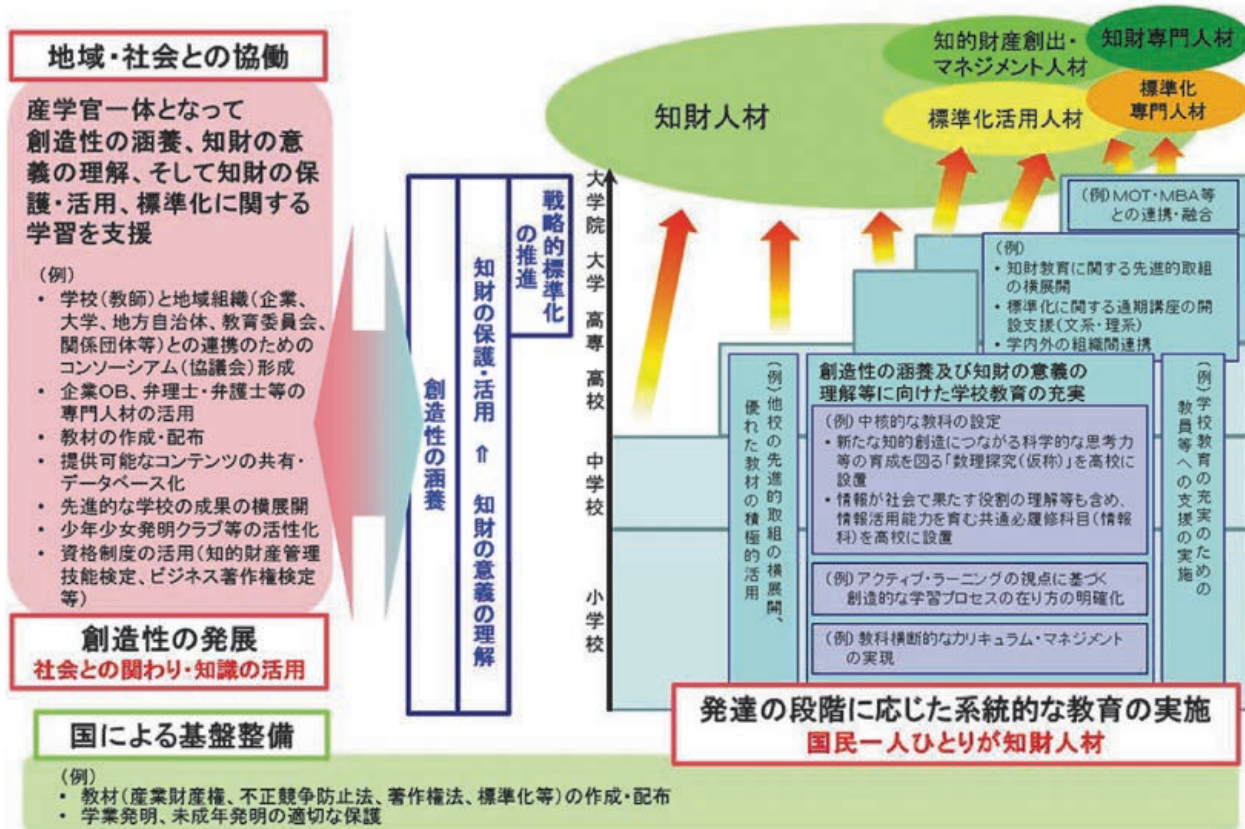 地域・社会との協働
産学官一体となって
創造性の涵養、知財の意
義の理解、そして知財の保
護・活用、標準化に関する
学習を支援
（例）
• 学校（教師）と地域組織（企業、
大学、地方自治体、教育委員会、
関係団体等）との連携のための
コンソーシアム（協議会）形成
• 企業OB、弁理士・弁護士等の
専門人材の活用
• 教材の作成・配布
• 提供可能なコンテンツの共有・
データベース化
• 先進的な学校の成果の横展開
• 少年少女発明クラブ等の活性化
• 資格制度の活用（知的財産管理
技能検定、ビジネス著作権検定
等）
創造性の発展
社会との関わり・知識の活用
国による基盤整備
（例）
• 教材（産業財産権、不正競争防止法、著作権法、標準化等）の作成・配布
• 学業発明、未成年発明の適切な保護
創造性の涵養
知財の保護・活用 ⇑ 知財の意義の理解
戦略的標準化
の推進
大学院
大学
高専
高校
中学校
小学校
知財人材
知的財産創出・
マネジメント人材
知財専門人材
標準化活用人材
標準化
専門人材
（例）MOT・MBA等
との連携・融合
（例）
• 知財教育に関する先進的取組
の横展開
• 標準化に関する通期講座の開
設支援（文系・理系）
• 学内外の組織間連携
（例）他校の先進的取組の横展開、
優れた教材の積極的活用
創造性の涵養及び知財の意義の
理解等に向けた学校教育の充実
（例）中核的な教科の設定
• 新たな知的創造につながる科学的な思考力
等の育成を図る「数理探究（仮称）」を高校に
設置
• 情報が社会で果たす役割の理解等も含め、
情報活用能力を育む共通必履修科目（情報
科）を高校に設置
（例）アクティブ・ラーニングの視点に基づく
創造的な学習プロセスの在り方の明確化
（例）教科横断的なカリキュラム・マネジメント
の実現
（例）学校教育の充実のための
教員等への支援の実施
発達の段階に応じた系統的な教育の実施
国民一人ひとりが知財人材